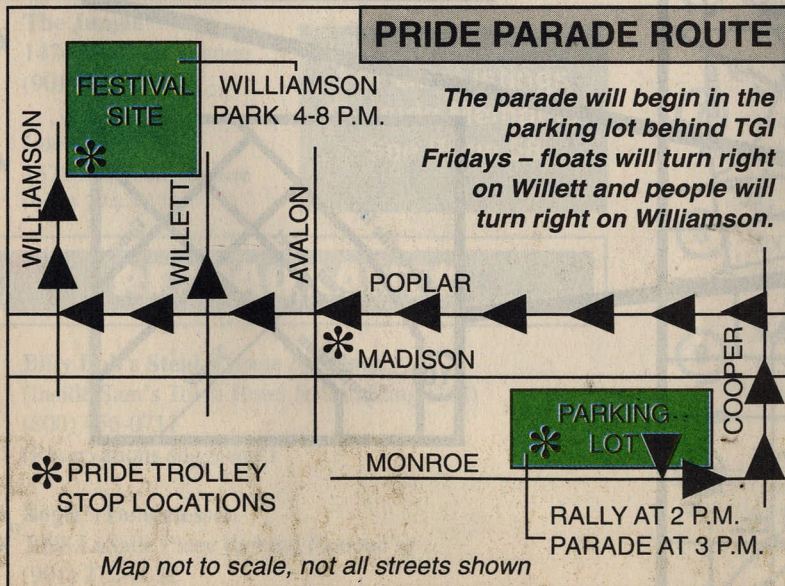 PRIDE PARADE ROUTE
FESTIVAL
SITE
WILLIAMSON
PARK 4-8 P.M.
The parade will begin in the
parking lot behind TGI
Fridays – floats will turn right
on Willett and people will
turn right on Williamson.
WILLIAMSON
WILLETT
AVALON
POPLAR
MADISON
COOPER
PARKING
LOT
MONROE
PRIDE TROLLEY
STOP LOCATIONS
RALLY AT 2 P.M.
PARADE AT 3 P.M.
Map not to scale, not all streets shown